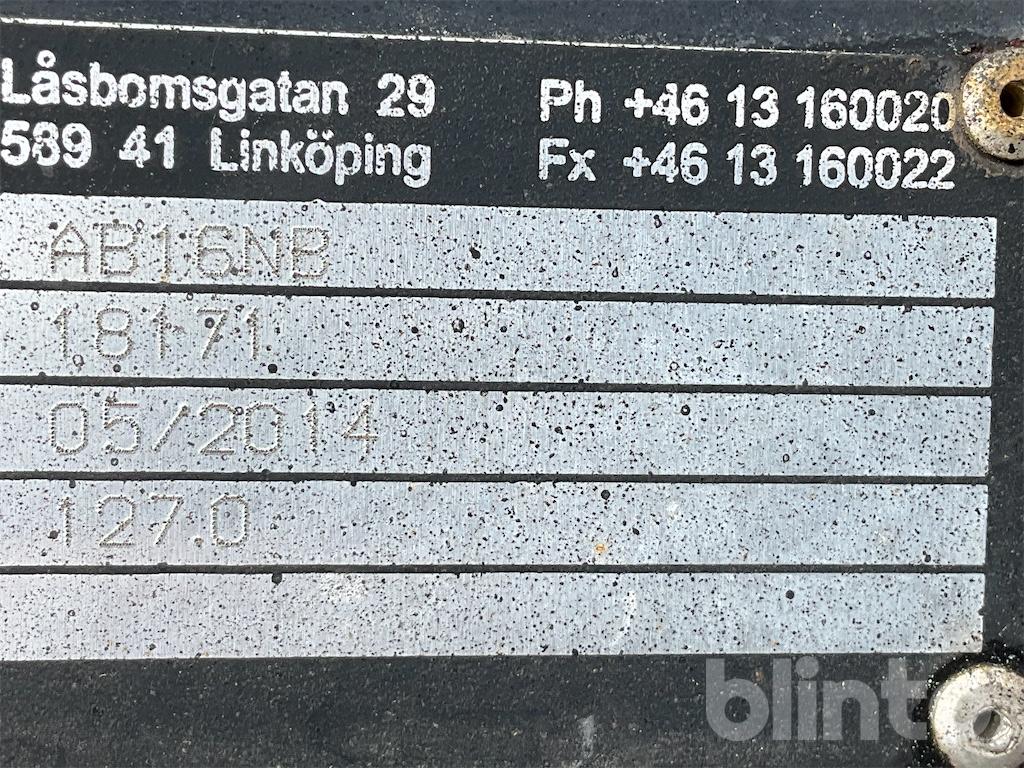 Låsbomsgatan 29 Ph +46 13 160020
589 41 Linköping Fx +46 13 160022
AB16NB
18171
05/2014
127.0
blinto